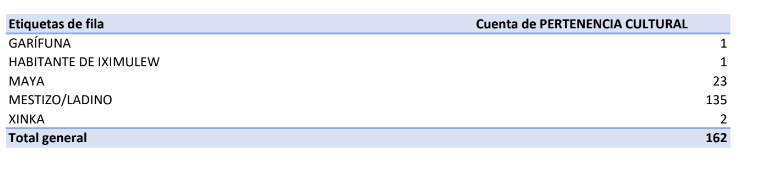 Etiquetas de fila Cuenta de PERTENENCIA CULTURAL
GARÍFUNA 1
HABITANTE DE IXIMULEW 1
MAYA 23
MESTIZO/LADINO 135
XINKA 2
Total general 162